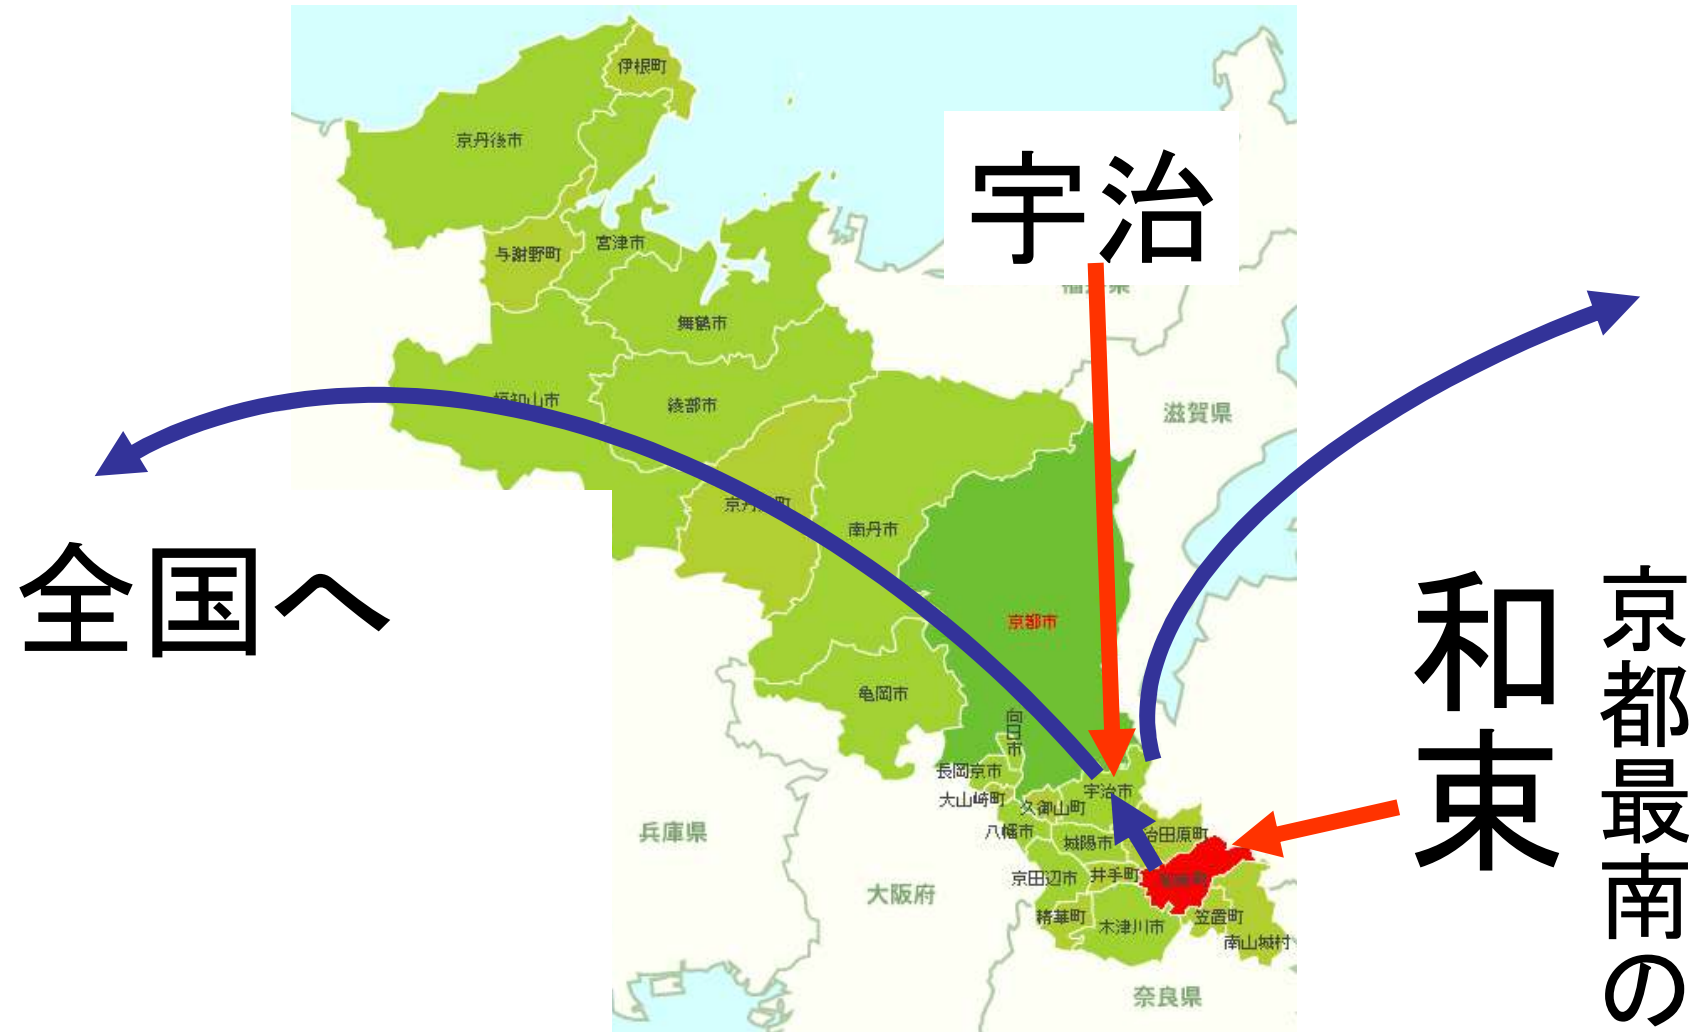 伊根町
京丹後市
宇治
与謝野町
宮津市
舞鶴市
綾部市
滋賀県
南丹市
全国へ
京都最南の
和束
京都市
亀岡市
向日市
長岡京市
大山崎町
宇治市
久御山町
八幡市
城陽市
治田原町
兵庫県
京田辺市
井手町
大阪府
精華町
木津川市
笠置町
南山城村
奈良県